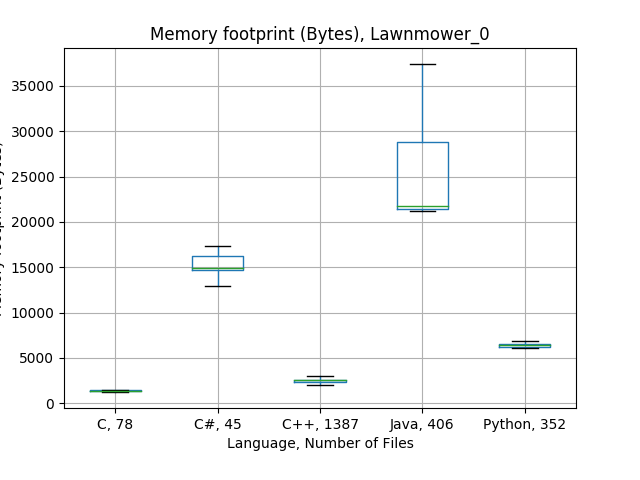 Memory footprint (Bytes), Lawnmower_0
35000
30000
25000
20000
15000
10000
5000
0
C, 78
C#, 45
C++, 1387
Java, 406
Python, 352
Language, Number of Files